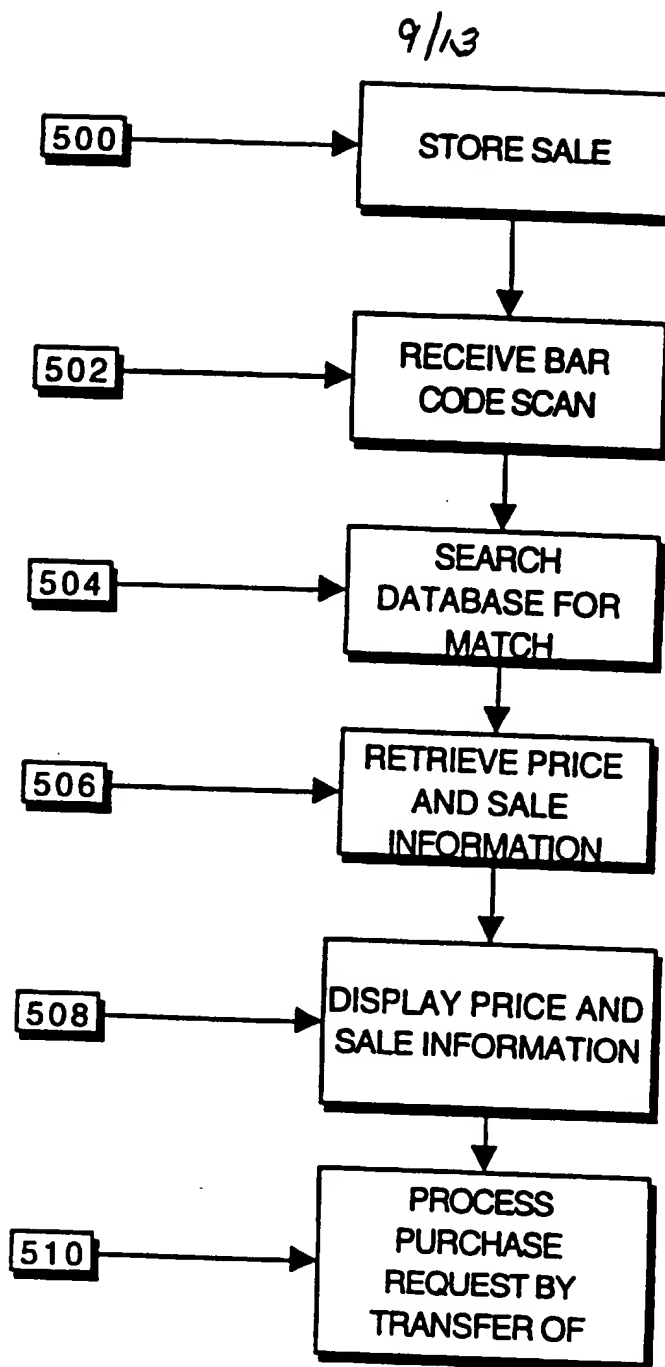 9/13
500
STORE SALE
502
RECEIVE BAR
CODE SCAN
504
SEARCH
DATABASE FOR
MATCH
506
RETRIEVE PRICE
AND SALE
INFORMATION
508
DISPLAY PRICE AND
SALE INFORMATION
510
PROCESS
PURCHASE
REQUEST BY
TRANSFER OF